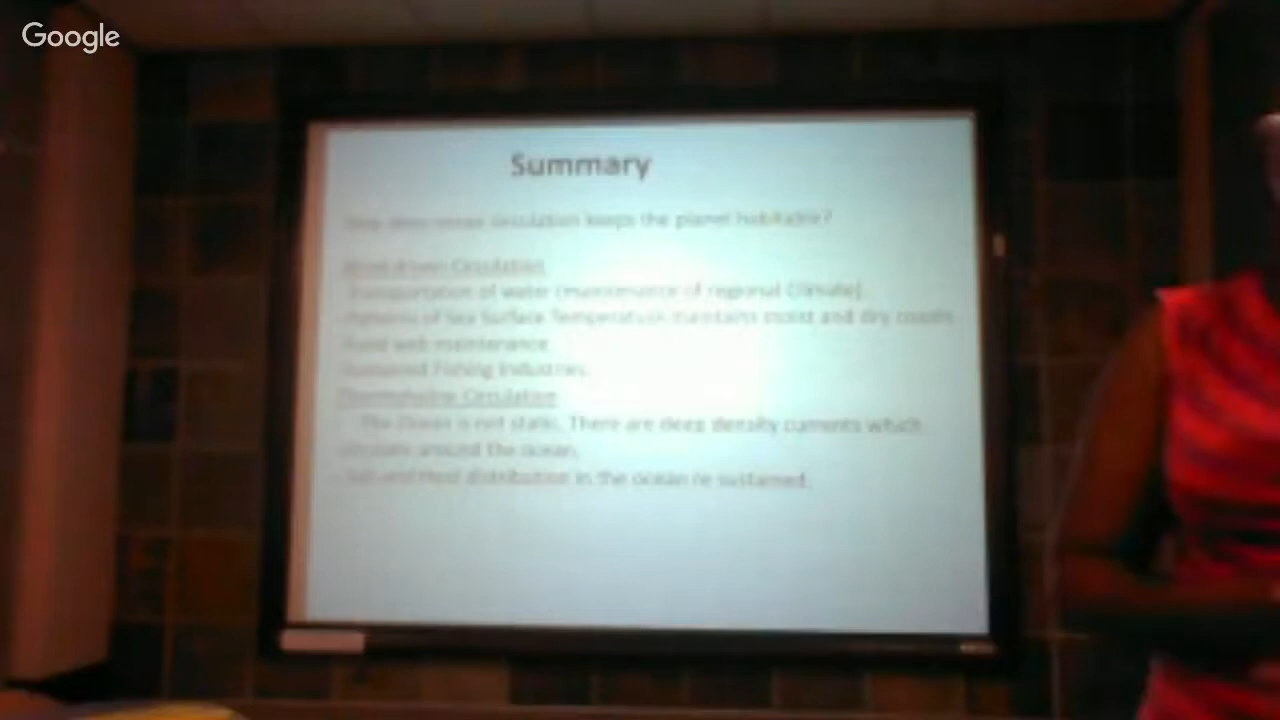 Google
Summary
How does ocean circulation keeps the planet habitable?
Wind driven Circulation
Transportation of water (maintenance of regional Climate)
Patterns of Sea Surface Temperature maintains moist and dry
Food web maintenance
Sustained Fishing Industries.
Thermohaline Circulation
The Ocean is not static. There are deep density currents which
around the ocean.
Salt and Heat distribution in the ocean re sustained.